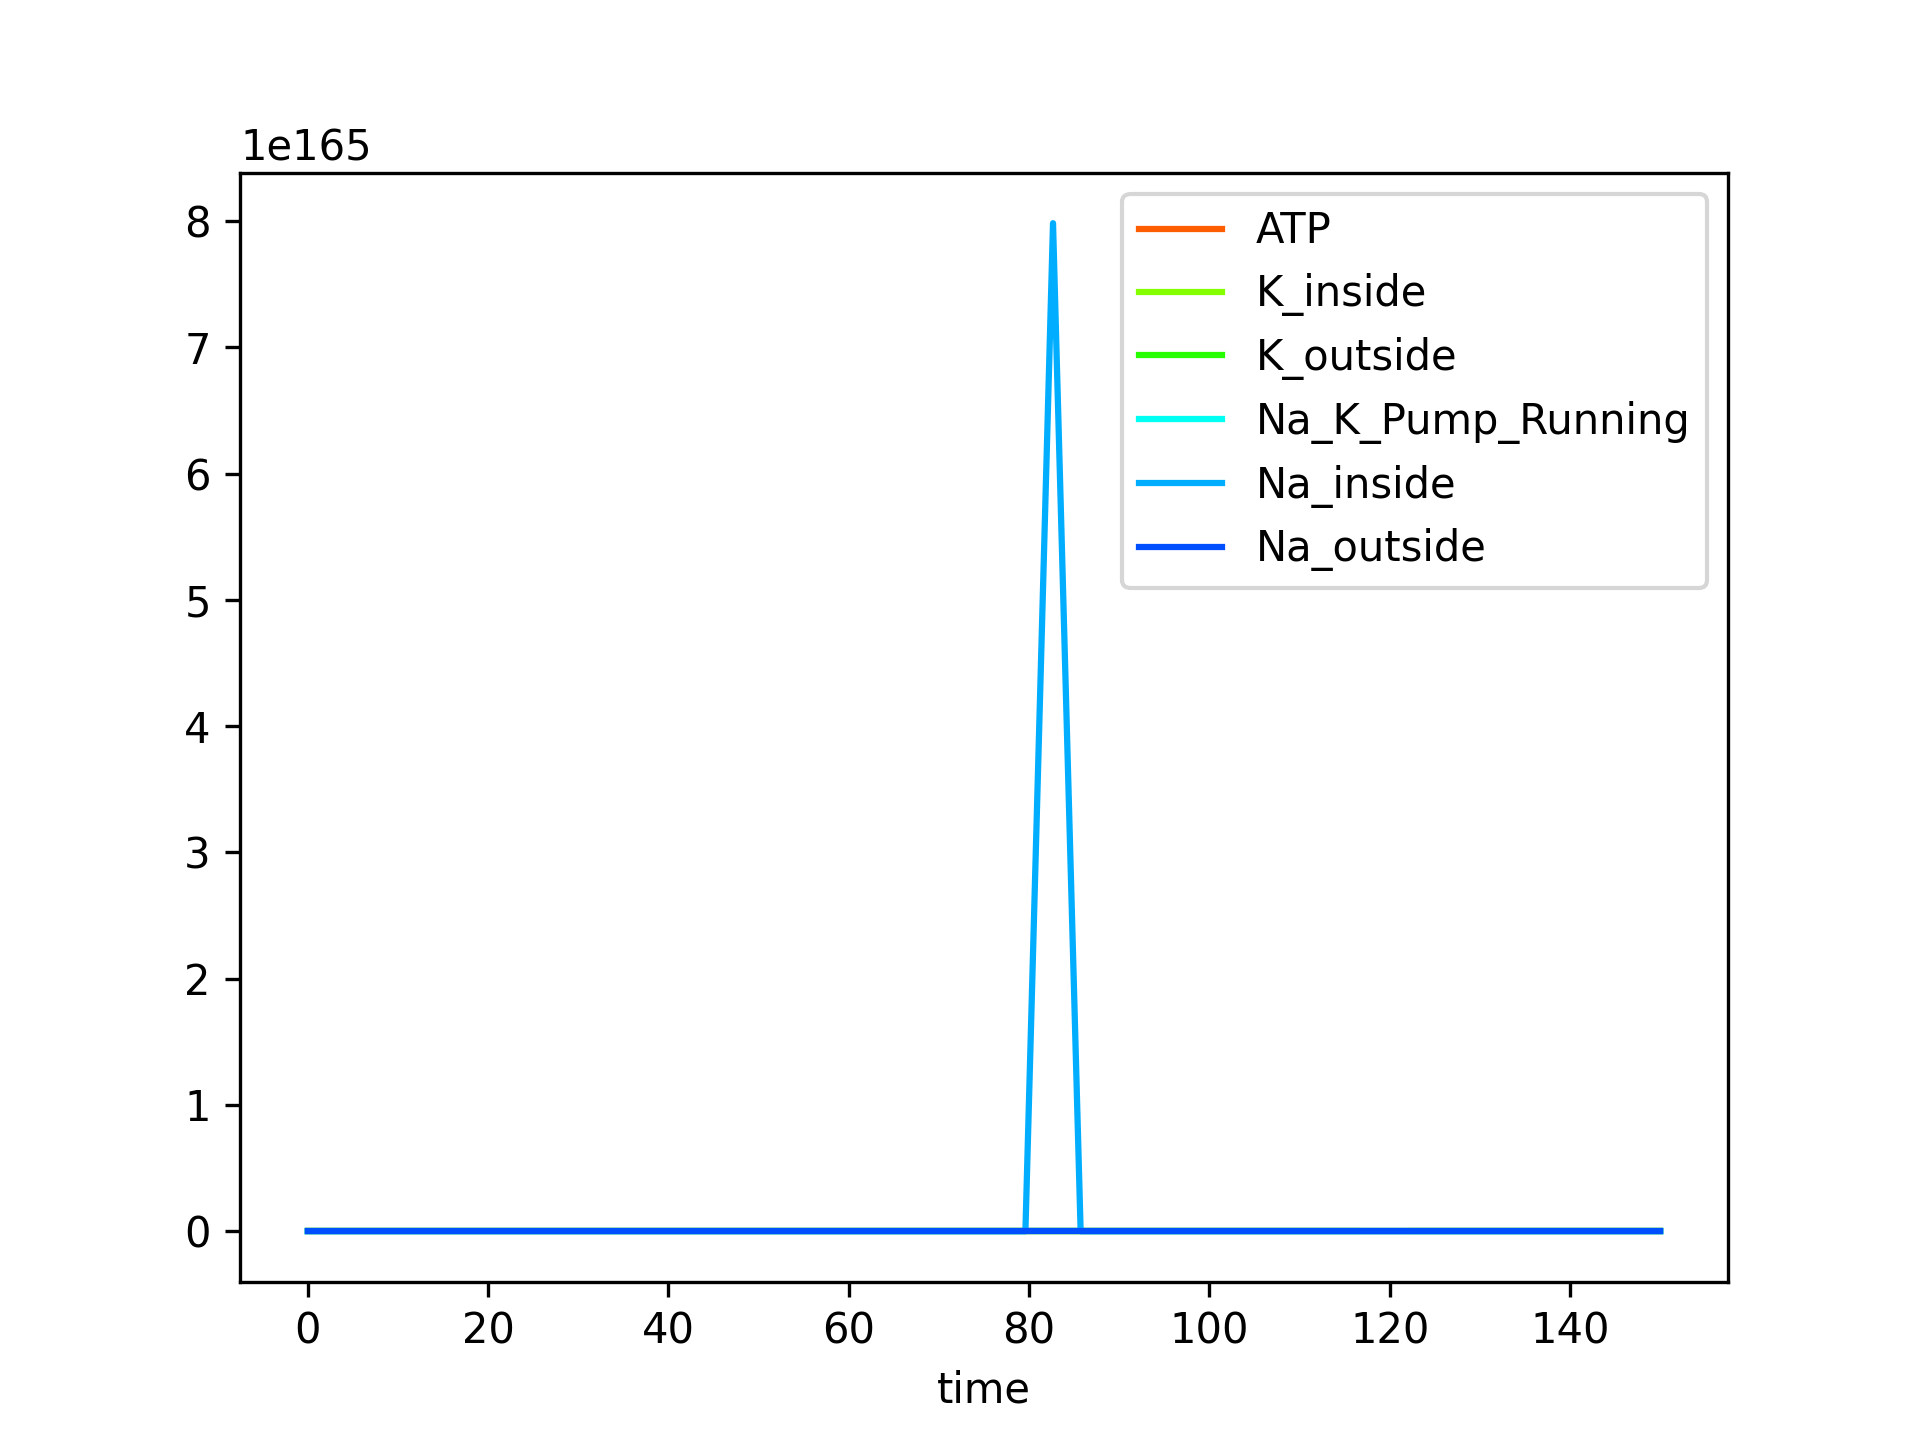 1e165
8
7
6
5
4
3
2
1
0
ATP
K_inside
K_outside
Na_K_Pump_Running
Na_inside
Na_outside
0 20 40 60 80 100 120 140
time